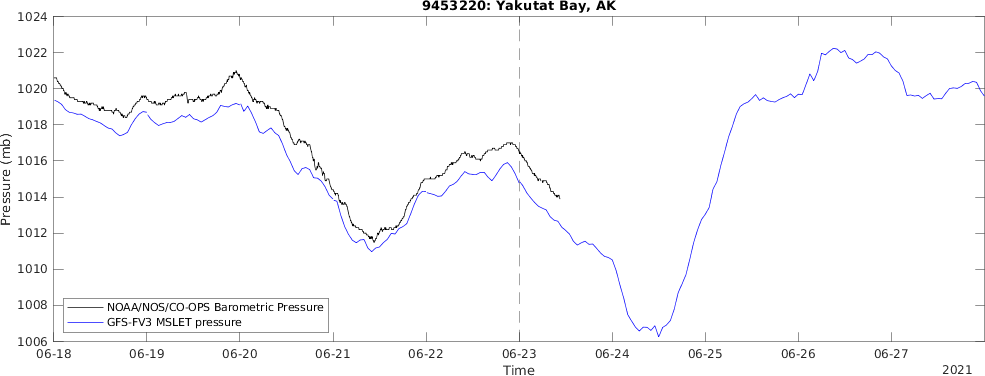 9453220: Yakutat Bay, AK
1024
1022
1020
1018
1016
1014
1012
1010
1008
1006
Pressure (mb)
NOAA/NOS/CO-OPS Barometric Pressure
GFS-FV3 MSLET pressure
06-18 06-19 06-20 06-21 06-22 06-23 06-24 06-25 06-26 06-27
Time
2021